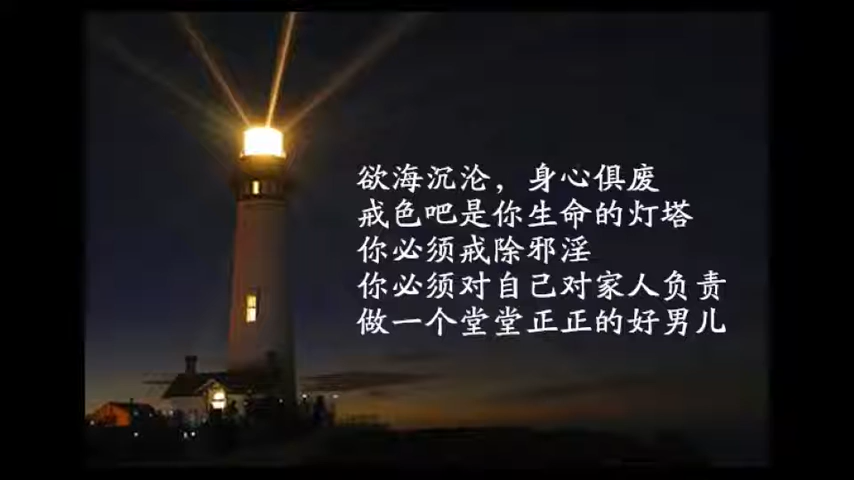 欲海沉沦，身心俱废
戒色吧是你生命的灯塔
你必须戒除邪淫
你必须对自己对家人负责
做一个堂堂正正的好男儿